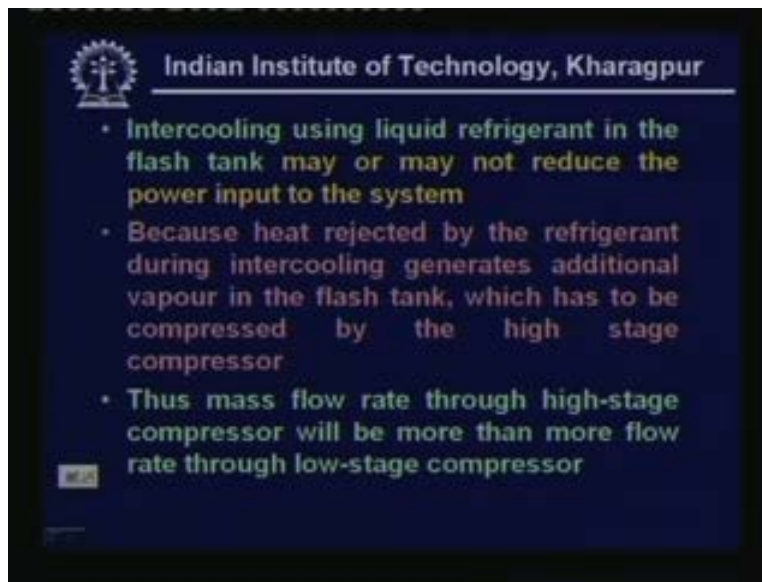 Indian Institute of Technology, Kharagpur
• Intercooling using liquid refrigerant in the
flash tank may or may not reduce the
power input to the system
• Because heat rejected by the refrigerant
during intercooling generates additional
vapour in the flash tank, which has to be
compressed by the high stage
compressor
• Thus mass flow rate through high-stage
compressor will be more than more flow
rate through low-stage compressor